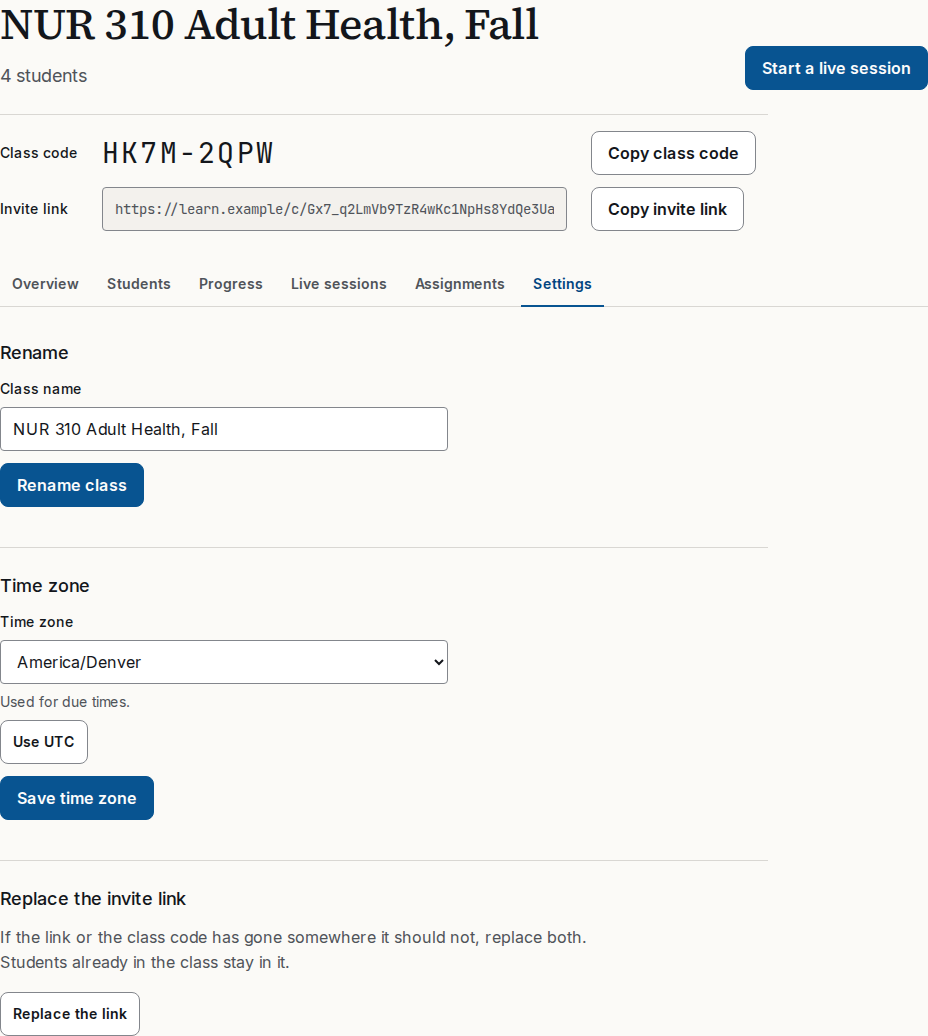 NUR 310 Adult Health, Fall
4 students
Start a live session
Class code
HK7M-2QPW
Copy class code
Invite link
https://learn.example/c/Gx7_q2LmVb9TzR4wKc1NpHs8YdQe3Ua
Copy invite link
Overview
Students
Progress
Live sessions
Assignments
Settings
Rename
Class name
NUR 310 Adult Health, Fall
Rename class
Time zone
Time zone
America/Denver
Used for due times.
Use UTC
Save time zone
Replace the invite link
If the link or the class code has gone somewhere it should not, replace both.
Students already in the class stay in it.
Replace the link